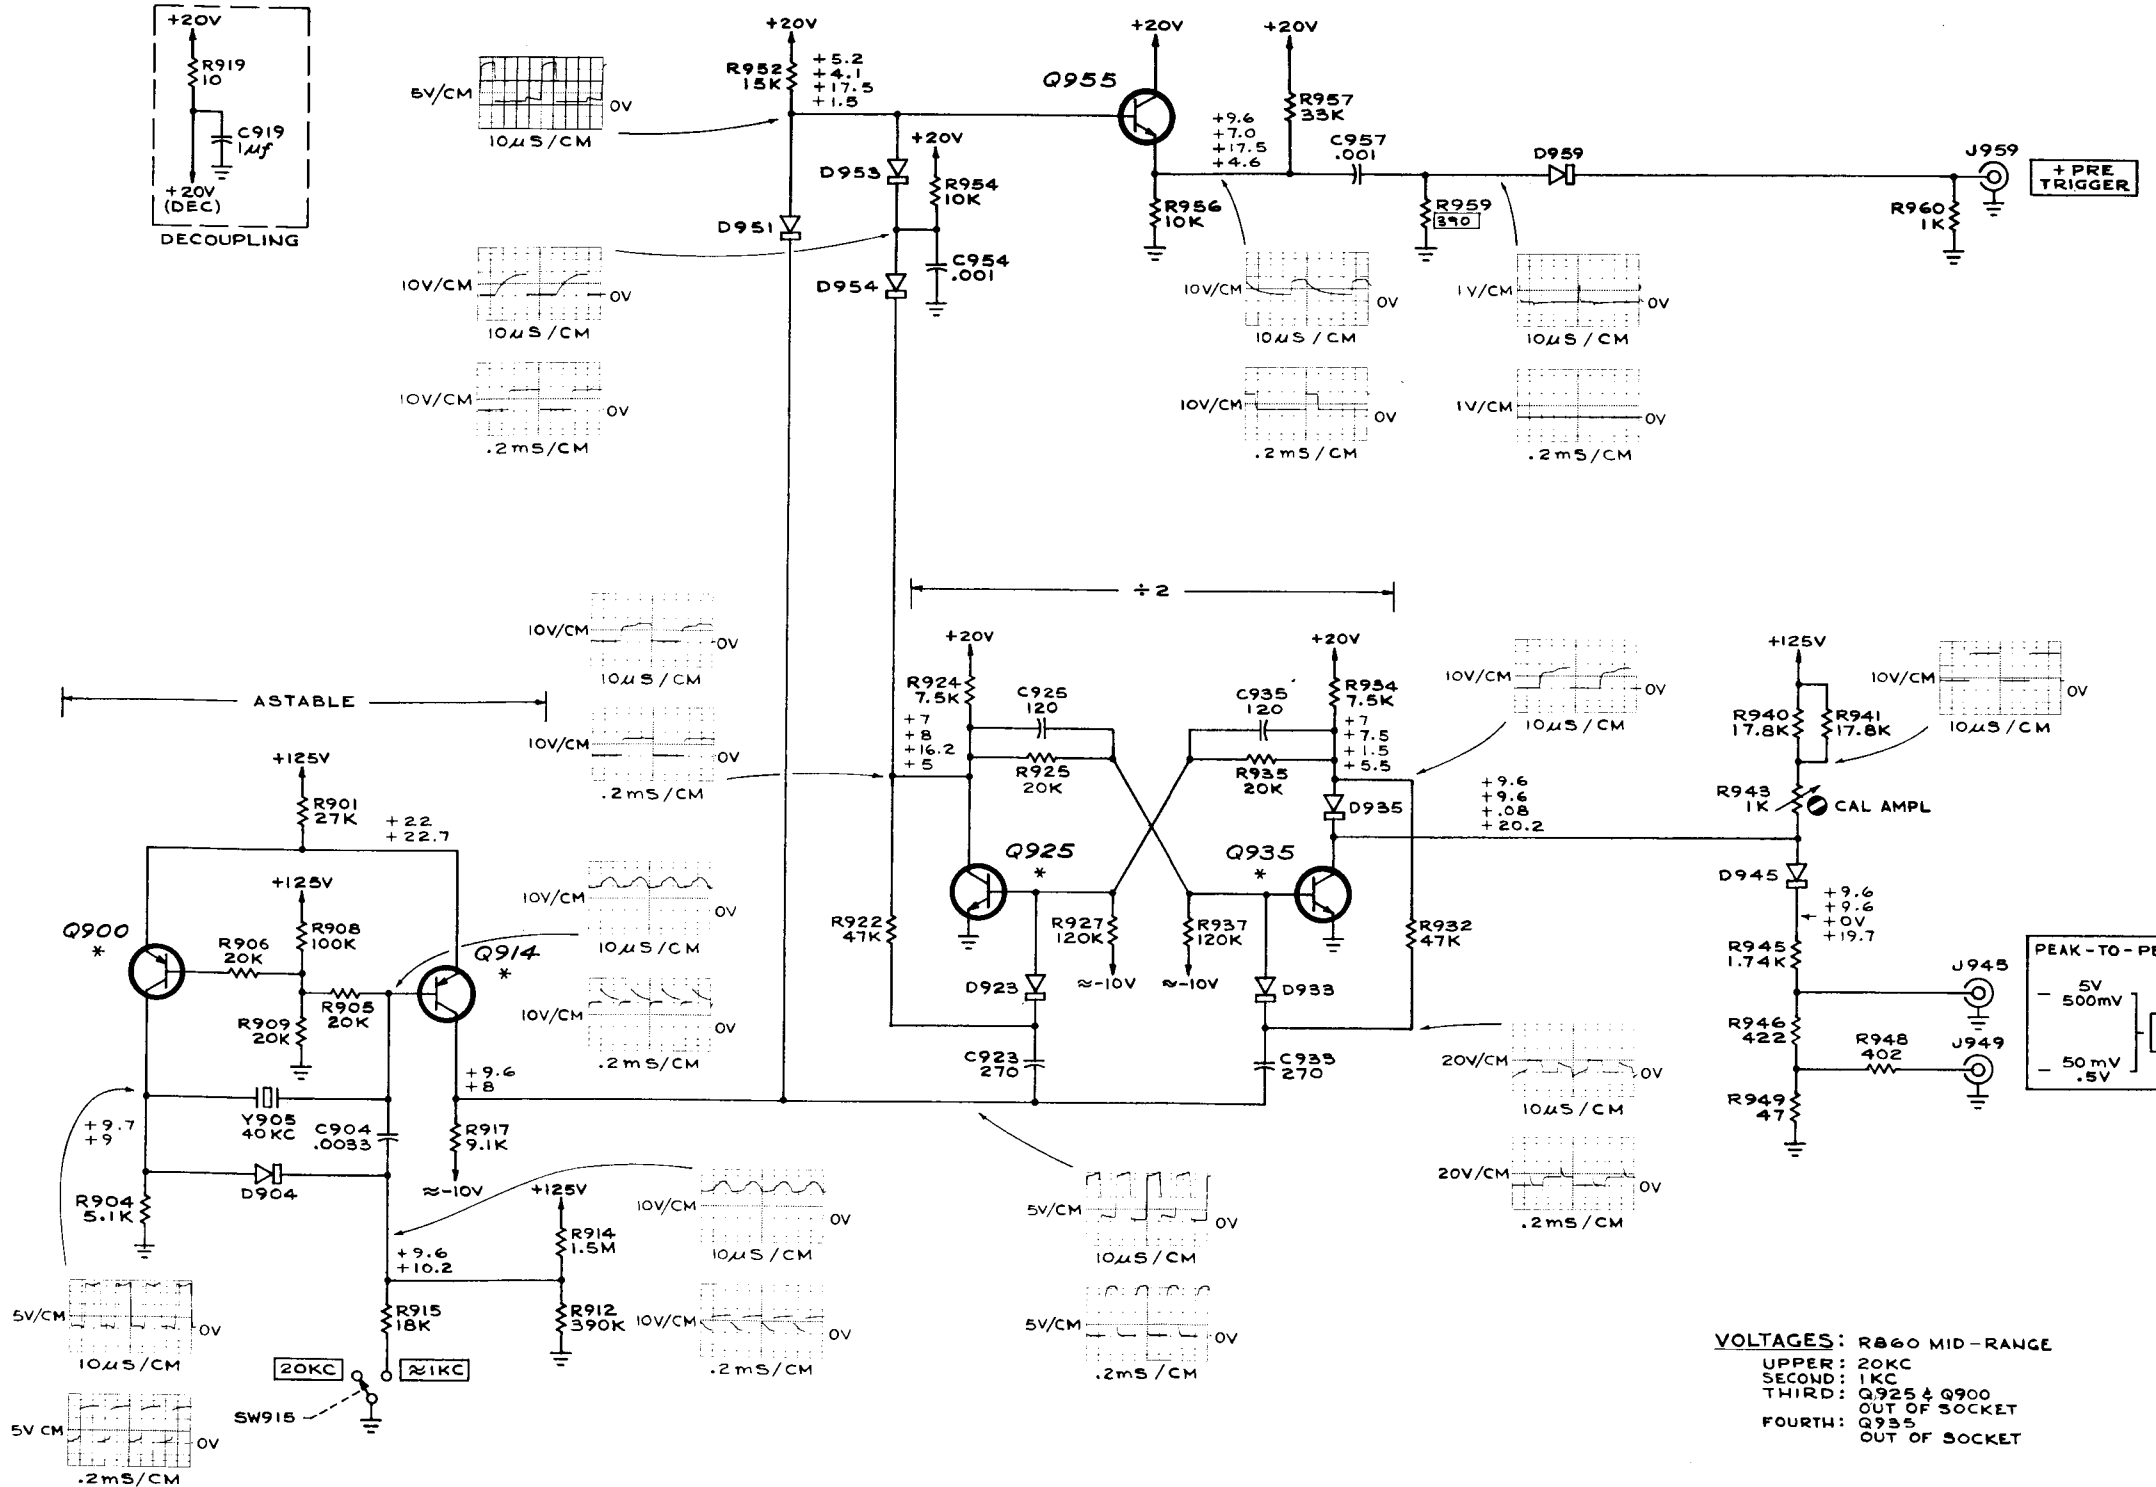 +20V
R919
10
C919
1µf
+20V
(DEC)
DECOUPLING
5V/CM
0V
10µS/CM
10V/CM
0V
10µS/CM
10V/CM
0V
.2mS/CM
+20V
R952
15K
+5.2
+4.1
+17.5
+1.5
D953
+20V
R954
10K
D951
D954
C954
.001
Q955
+20V
+20V
R957
33K
+9.6
+7.0
+17.5
+4.6
C957
.001
D959
J959
+ PRE
TRIGGER
R956
10K
R959
390
R960
1K
10V/CM
0V
10µS/CM
1V/CM
0V
10µS/CM
10V/CM
0V
.2mS/CM
1V/CM
0V
.2mS/CM
÷2
10V/CM
0V
10µS/CM
10V/CM
0V
.2mS/CM
ASTABLE
+20V
R924
7.5K
+7
+8
+16.2
+5
C925
120
R925
20K
C935
120
R935
20K
+20V
R934
7.5K
+7
+7.5
+1.5
+5.5
D935
10V/CM
0V
10µS/CM
+9.6
+9.6
+.08
+20.2
+125V
R940
17.8K
R941
17.8K
10V/CM
0V
10µS/CM
R943
1K
CAL AMPL
D945
+9.6
+9.6
+0V
+19.7
R945
1.74K
J945
R946
422
R948
402
J949
R949
47
PEAK-TO-PE
5V
500mV
50mV
.5V
+125V
R901
27K
+22
+22.7
+125V
R908
100K
Q900
*
R906
20K
R905
20K
R909
20K
Q914
*
10V/CM
0V
10µS/CM
10V/CM
0V
.2mS/CM
Q925
*
Q935
*
R922
47K
R927
120K
R937
120K
R932
47K
≈-10V
≈-10V
D923
D933
C923
270
C933
270
20V/CM
0V
10µS/CM
20V/CM
0V
.2mS/CM
+9.7
+9
Y905
40KC
C904
.0033
+9.6
+8
R917
9.1K
≈-10V
D904
R904
5.1K
+9.6
+10.2
+125V
R914
1.5M
R915
18K
R912
390K
20KC
≈1KC
SW915
5V/CM
0V
10µS/CM
5V CM
0V
.2mS/CM
10V/CM
0V
10µS/CM
10V/CM
0V
.2mS/CM
5V/CM
0V
10µS/CM
5V/CM
0V
.2mS/CM
VOLTAGES: R860 MID-RANGE
UPPER: 20KC
SECOND: 1KC
THIRD: Q925 & Q900
OUT OF SOCKET
FOURTH: Q935
OUT OF SOCKET